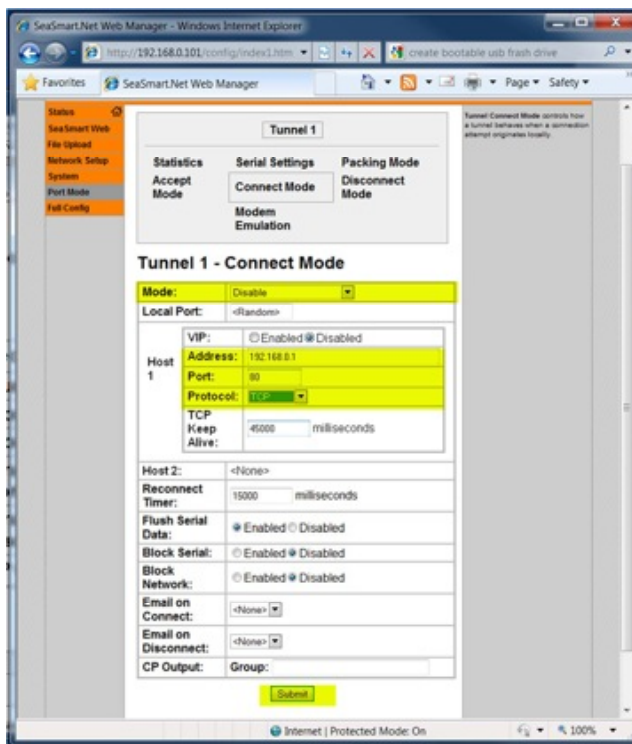 SeaSmart.Net Web Manager - Windows Internet Explorer
http://192.168.0.101/config/index1.htm
create bootable usb frash drive
Favorites
SeaSmart.Net Web Manager
Page
Safety
Status
SeaSmart Web
File Upload
Network Setup
System
Port Mode
Full Config
Tunnel 1
Statistics Serial Settings Packing Mode
Accept Mode Connect Mode Disconnect Mode
Modem Emulation
Tunnel Connect Mode controls how
a tunnel behaves when a connection
attempt originates locally.
Tunnel 1 - Connect Mode
Mode: Disable
Local Port: <Random>
Host 1
VIP: Enabled Disabled
Address: 192.168.0.1
Port: 80
Protocol: TCP
TCP Keep Alive: 45000 milliseconds
Host 2: <None>
Reconnect Timer: 15000 milliseconds
Flush Serial Data: Enabled Disabled
Block Serial: Enabled Disabled
Block Network: Enabled Disabled
Email on Connect: <None>
Email on Disconnect: <None>
CP Output: Group:
Submit
Internet | Protected Mode: On
100%